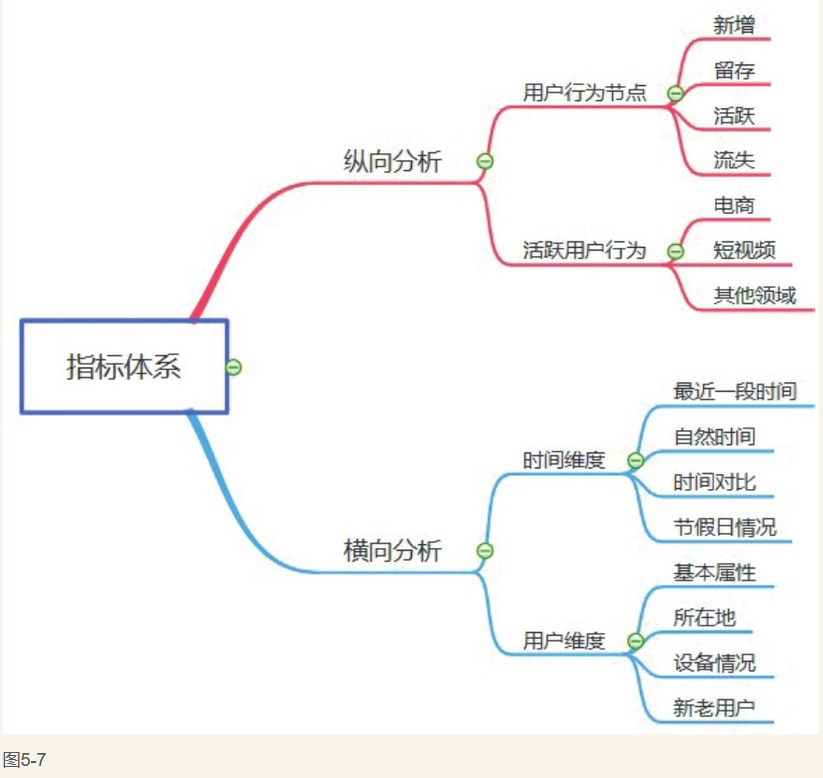 指标体系
纵向分析
用户行为节点
新增
留存
活跃
流失
活跃用户行为
电商
短视频
其他领域
横向分析
时间维度
最近一段时间
自然时间
时间对比
节假日情况
用户维度
基本属性
所在地
设备情况
新老用户
图5-7